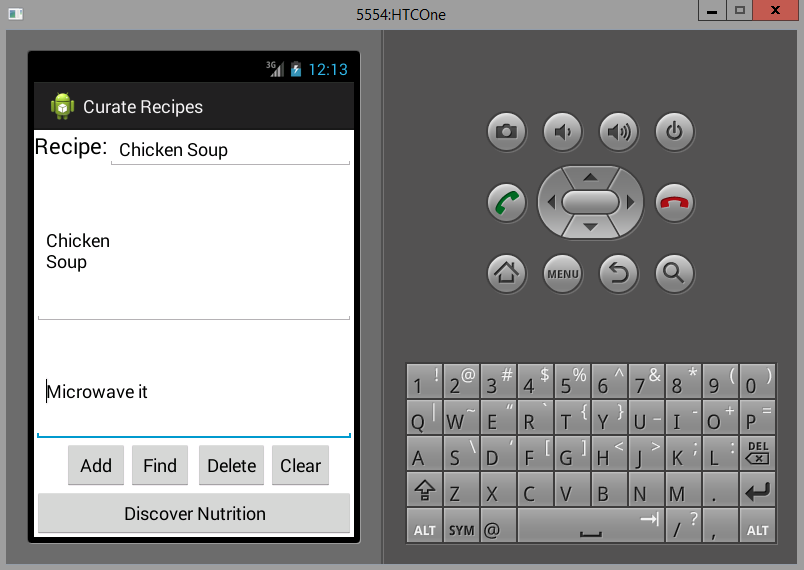 5554:HTCOne
3G 12:13
Curate Recipes
Recipe: Chicken Soup
Chicken
Soup
Microwave it
Add Find Delete Clear
Discover Nutrition
MENU
1 ! 2 @ 3 # 4 $ 5 % 6 ^ 7 & 8 * 9 ( 0 )
Q | W ~ E “ R ` T { Y } U _ I - O + P =
A S \ D ‘ F [ G ] H < J > K ; L : DEL
Z X C V B N M .
ALT SYM @ / ? , ALT